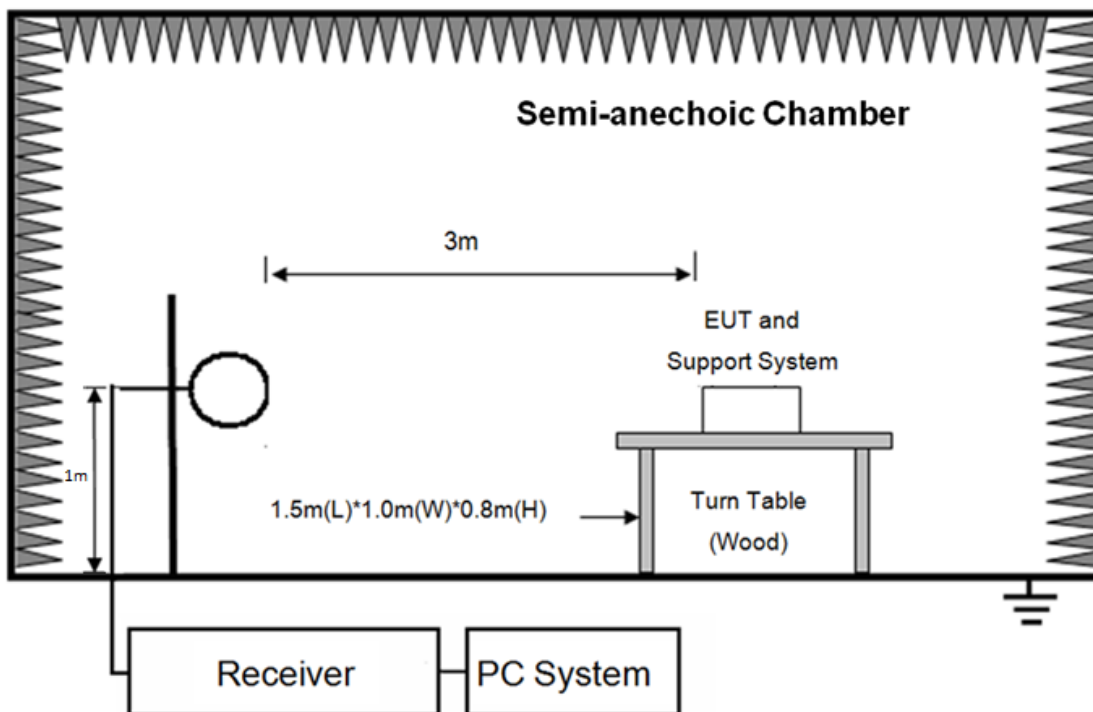 Semi-anechoic Chamber
3m
EUT and
Support System
1m
1.5m(L)*1.0m(W)*0.8m(H)
Turn Table
(Wood)
Receiver
PC System